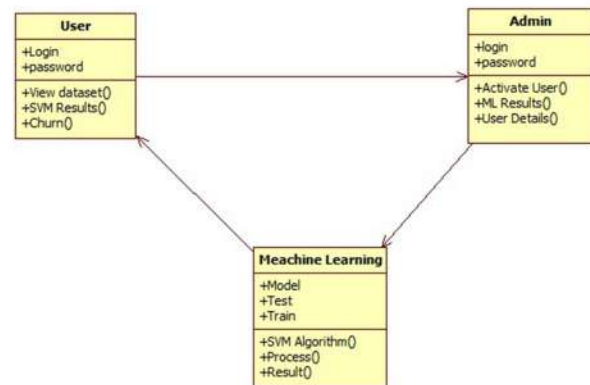 User
+Login
+password
+View dataset()
+SVM Results()
+Churn()
Admin
+login
+password
+Activate User()
+ML Results()
+User Details()
Meachine Learning
+Model
+Test
+Train
+SVM Algorithm()
+Process()
+Result()